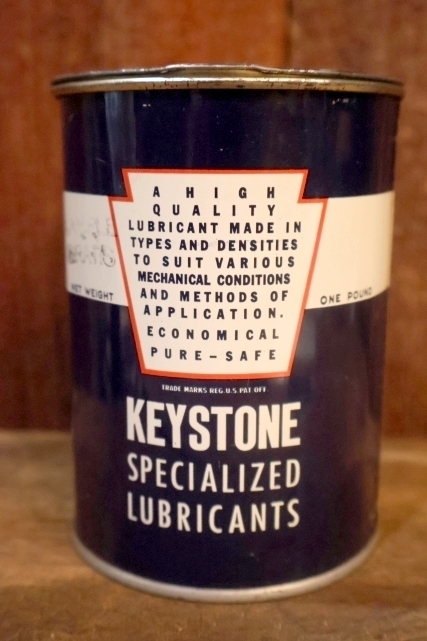 A HIGH
QUALITY
LUBRICANT MADE IN
TYPES AND DENSITIES
TO SUIT VARIOUS
MECHANICAL CONDITIONS
AND METHODS OF
APPLICATION.
ECONOMICAL
PURE-SAFE
NET WEIGHT
ONE POUND
TRADE MARKS REG. U.S. PAT. OFF.
KEYSTONE
SPECIALIZED
LUBRICANTS